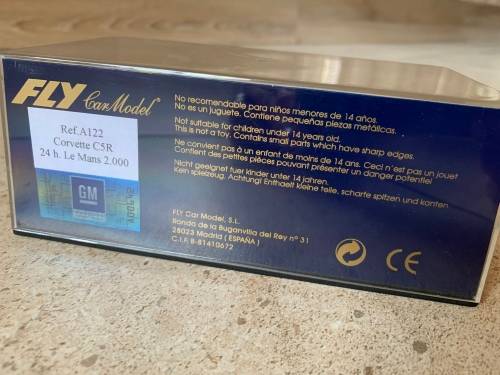 FLY Car Model
Ref.A122
Corvette C5R
24 h. Le Mans 2.000
GM
No recomendable para niños menores de 14 años.
No es un juguete. Contiene pequeñas piezas metálicas.
Not suitable for children under 14 years old.
This is not a toy. Contains small parts which have sharp edges.
Ne convient pas à un enfant de moins de 14 ans. Ceci n'est pas un jouet
Contient des petites pièces pouvant présenter un danger potentiel
Nicht geeignet fuer kinder unter 14 jahren.
Kein spielzeug. Achtung! Enthaelt kleine teile, scharfe spitzen und kanten
FLY Car Model, S.L.
Ronda de la Buganvilla del Rey nº 31
28023 Madrid ( ESPAÑA )
C.I.F. B-81410672
CE